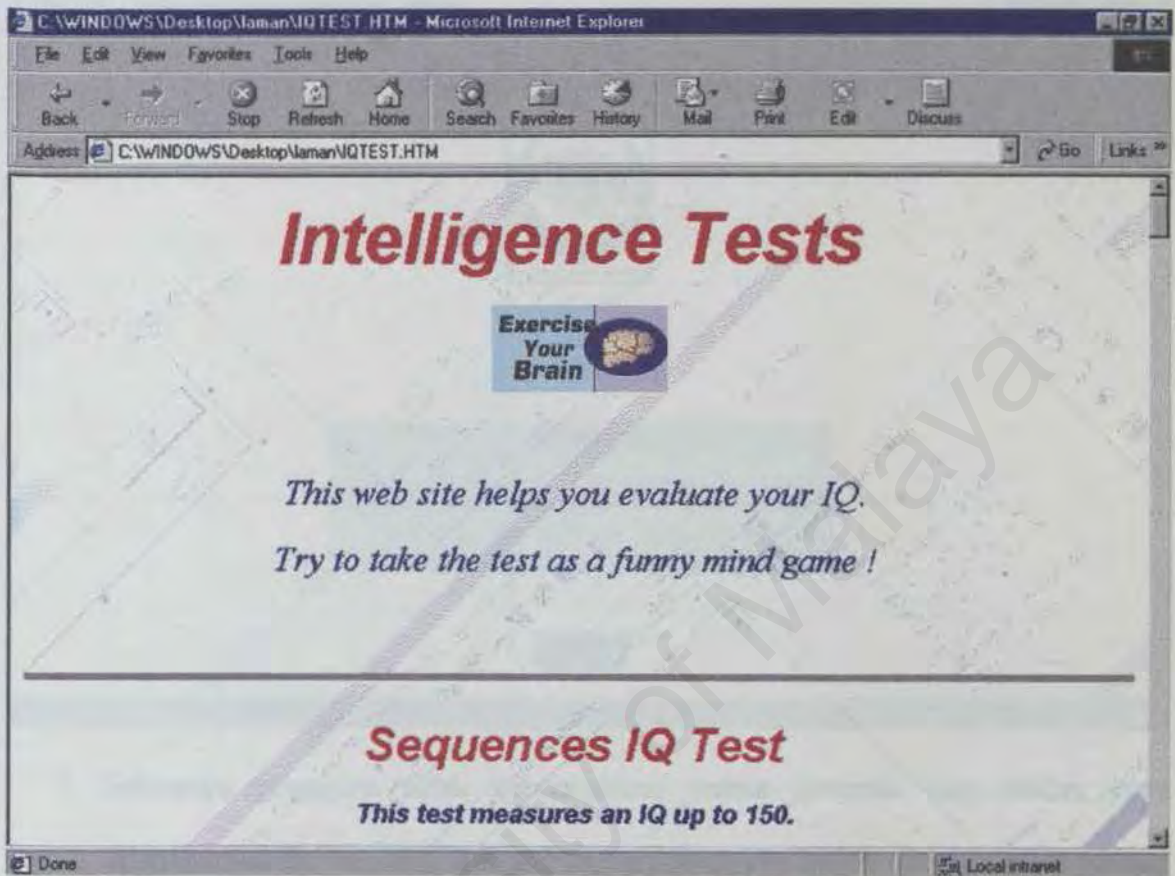 C:\WINDOWS\Desktop\laman\IQTEST.HTM - Microsoft Internet Explorer
File Edit View Favorites Tools Help
Back Forward Stop Refresh Home Search Favorites History Mail Print Edit Discuss
Address C:\WINDOWS\Desktop\laman\IQTEST.HTM Go Links »
Intelligence Tests
Exercise
Your
Brain
This web site helps you evaluate your IQ.
Try to take the test as a funny mind game !
Sequences IQ Test
This test measures an IQ up to 150.
Done Local intranet
University of Malaya